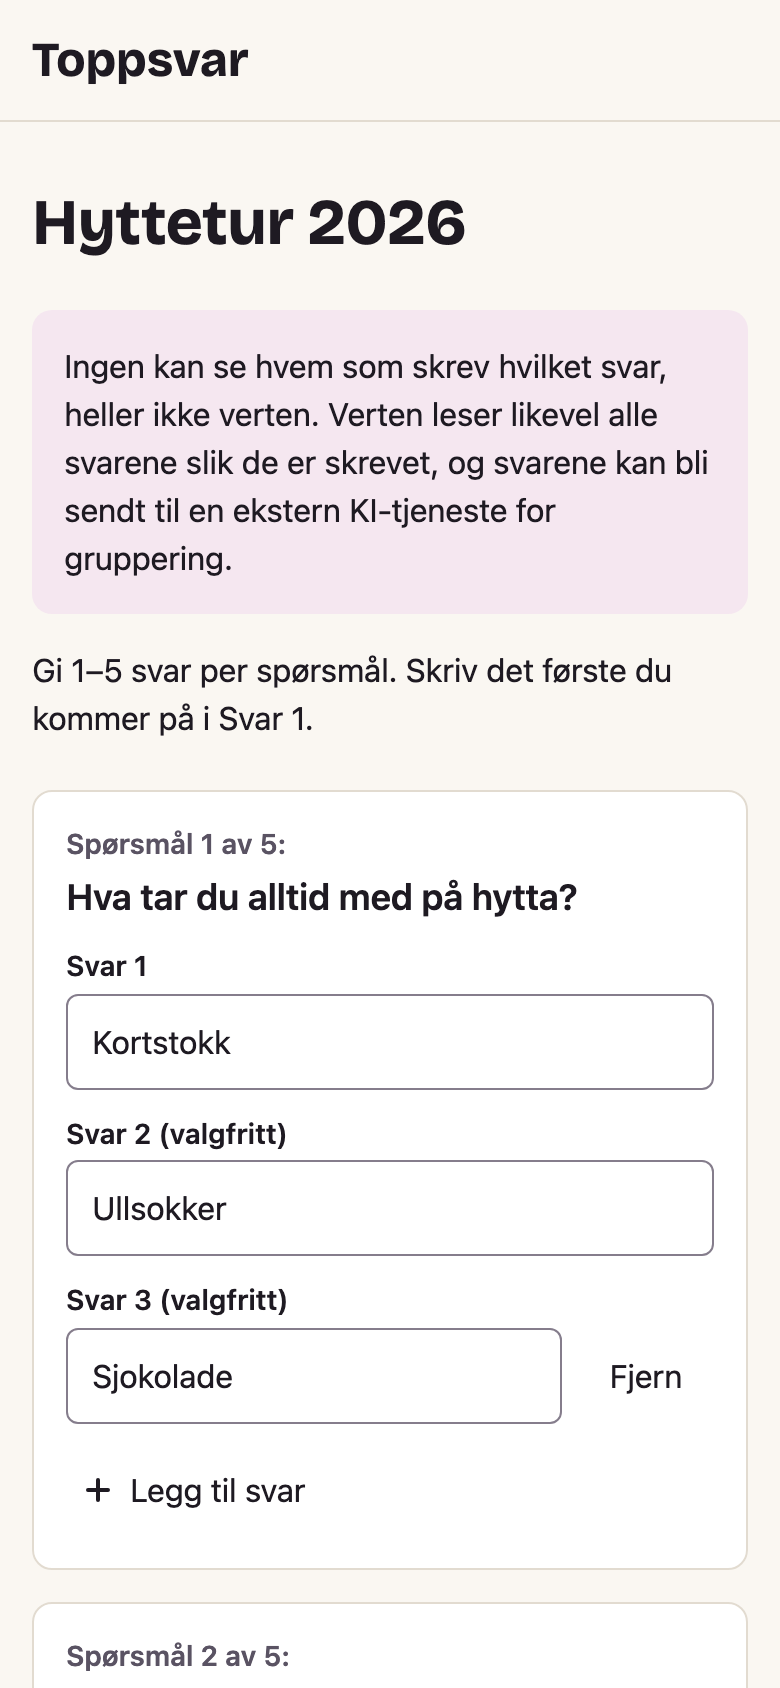 Toppsvar
Hyttetur 2026
Ingen kan se hvem som skrev hvilket svar,
heller ikke verten. Verten leser likevel alle
svarene slik de er skrevet, og svarene kan bli
sendt til en ekstern KI-tjeneste for
gruppering.
Gi 1–5 svar per spørsmål. Skriv det første du
kommer på i Svar 1.
Spørsmål 1 av 5:
Hva tar du alltid med på hytta?
Svar 1
Kortstokk
Svar 2 (valgfritt)
Ullsokker
Svar 3 (valgfritt)
Sjokolade
Fjern
+ Legg til svar
Spørsmål 2 av 5: